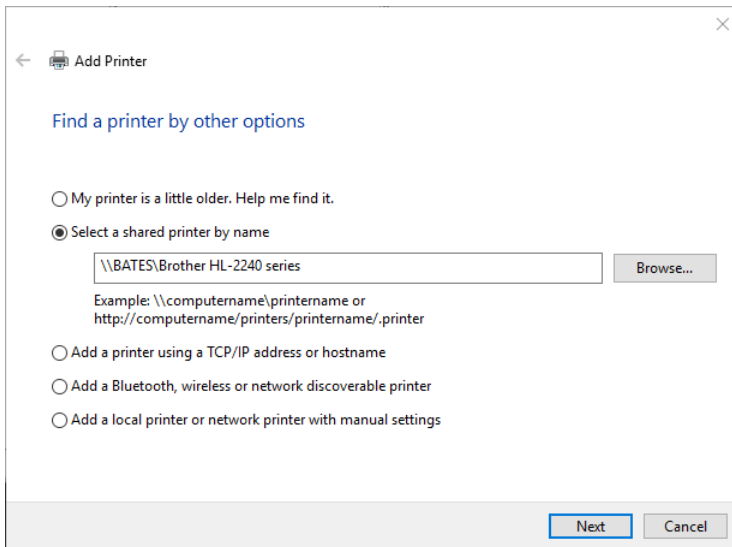 Add Printer
Find a printer by other options
My printer is a little older. Help me find it.
Select a shared printer by name
\\BATES\Brother HL-2240 series
Browse...
Example: \\computername\printername or
http://computername/printers/printername/.printer
Add a printer using a TCP/IP address or hostname
Add a Bluetooth, wireless or network discoverable printer
Add a local printer or network printer with manual settings
Next
Cancel